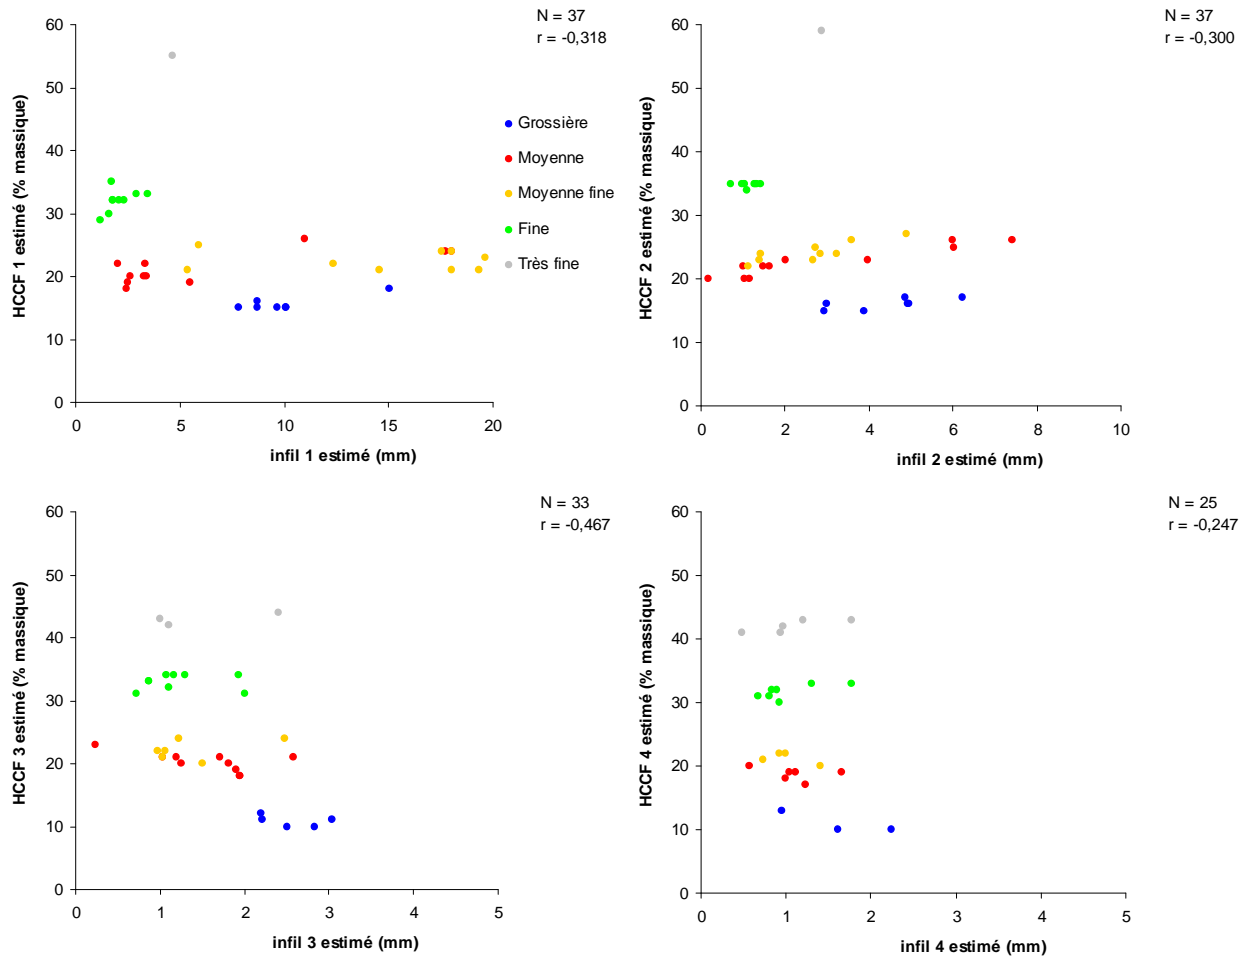 N = 37
r = -0,318
HCCF 1 estimé (% massique)
60
50
40
30
20
10
0
0 5 10 15 20
infil 1 estimé (mm)
Grossière
Moyenne
Moyenne fine
Fine
Très fine
N = 37
r = -0,300
HCCF 2 estimé (% massique)
60
50
40
30
20
10
0
0 2 4 6 8 10
infil 2 estimé (mm)
N = 33
r = -0,467
HCCF 3 estimé (% massique)
60
50
40
30
20
10
0
0 1 2 3 4 5
infil 3 estimé (mm)
N = 25
r = -0,247
HCCF 4 estimé (% massique)
60
50
40
30
20
10
0
0 1 2 3 4 5
infil 4 estimé (mm)